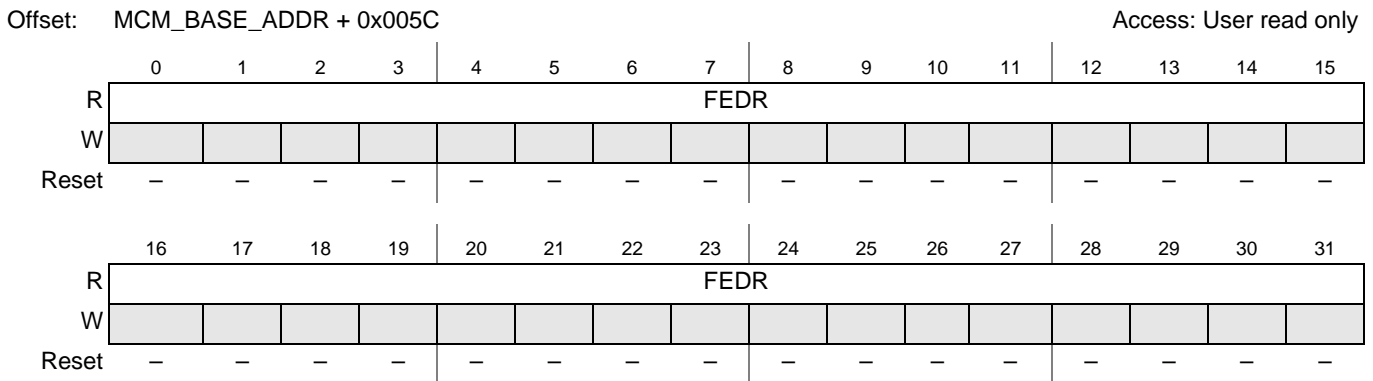 Offset: MCM_BASE_ADDR + 0x005C Access: User read only
0 1 2 3 4 5 6 7 8 9 10 11 12 13 14 15
R FEDR
W
Reset – – – – – – – – – – – – – – – –
16 17 18 19 20 21 22 23 24 25 26 27 28 29 30 31
R FEDR
W
Reset – – – – – – – – – – – – – – – –